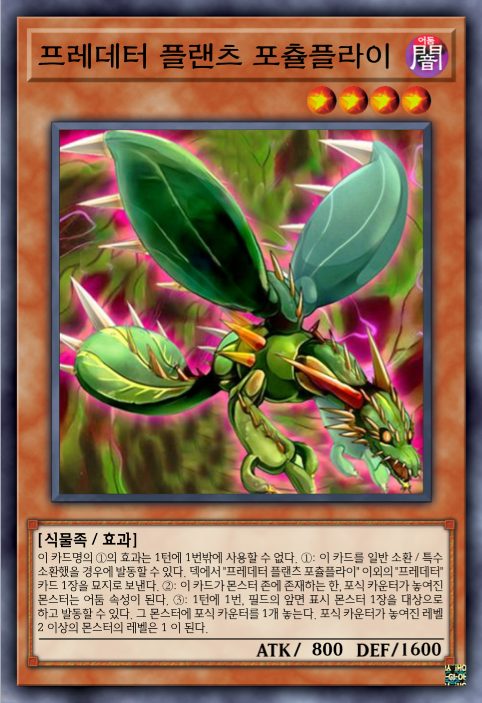 프레데터 플랜츠 포츌플라이
어둠
闇
[식물족 / 효과]
이 카드명의 ①의 효과는 1턴에 1번밖에 사용할 수 없다. ①: 이 카드를 일반 소환 / 특수
소환했을 경우에 발동할 수 있다. 덱에서 "프레데터 플랜츠 포츌플라이" 이외의 "프레데터"
카드 1장을 묘지로 보낸다. ②: 이 카드가 몬스터 존에 존재하는 한, 포식 카운터가 놓여진
몬스터는 어둠 속성이 된다. ③: 1턴에 1번, 필드의 앞면 표시 몬스터 1장을 대상으로
하고 발동할 수 있다. 그 몬스터에 포식 카운터를 1개 놓는다. 포식 카운터가 놓여진 레벨
2 이상의 몬스터의 레벨은 1 이 된다.
ATK/ 800 DEF/1600